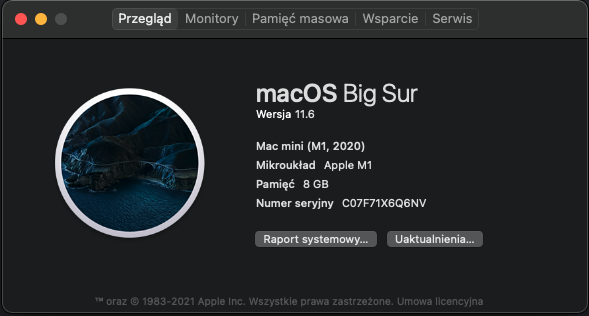 Przegląd Monitory Pamięć masowa Wsparcie Serwis
macOS Big Sur
Wersja 11.6
Mac mini (M1, 2020)
Mikroukład Apple M1
Pamięć 8 GB
Numer seryjny C07F71X6Q6NV
Raport systemowy... Uaktualnienia...
™ oraz © 1983-2021 Apple Inc. Wszystkie prawa zastrzeżone. Umowa licencyjna